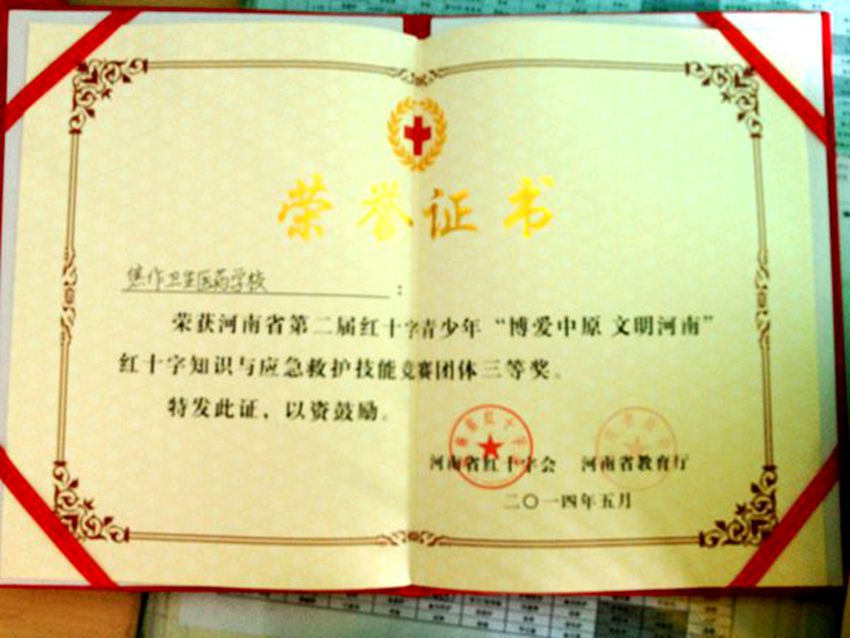 荣誉证书
焦作卫生医药学校：
荣获河南省第二届红十字青少年“博爱中原 文明河南”
红十字知识与应急救护技能竞赛团体三等奖。
特发此证，以资鼓励。
河南省红十字会 河南省教育厅
二〇一四年五月